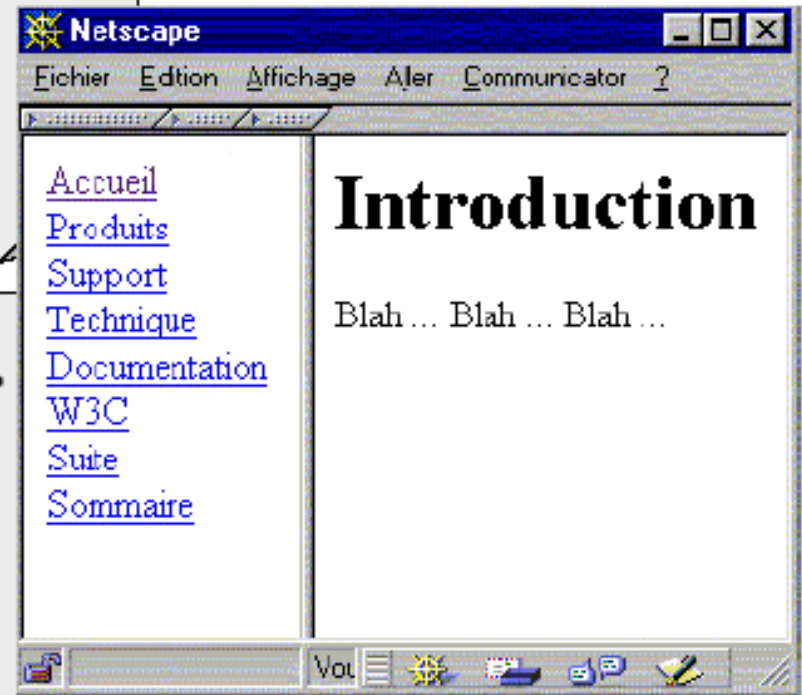 Netscape
Fichier Edition Affichage Aller Communicator ?
Accueil
Produits
Support
Technique
Documentation
W3C
Suite
Sommaire
Introduction
Blah ... Blah ... Blah ...
Vou